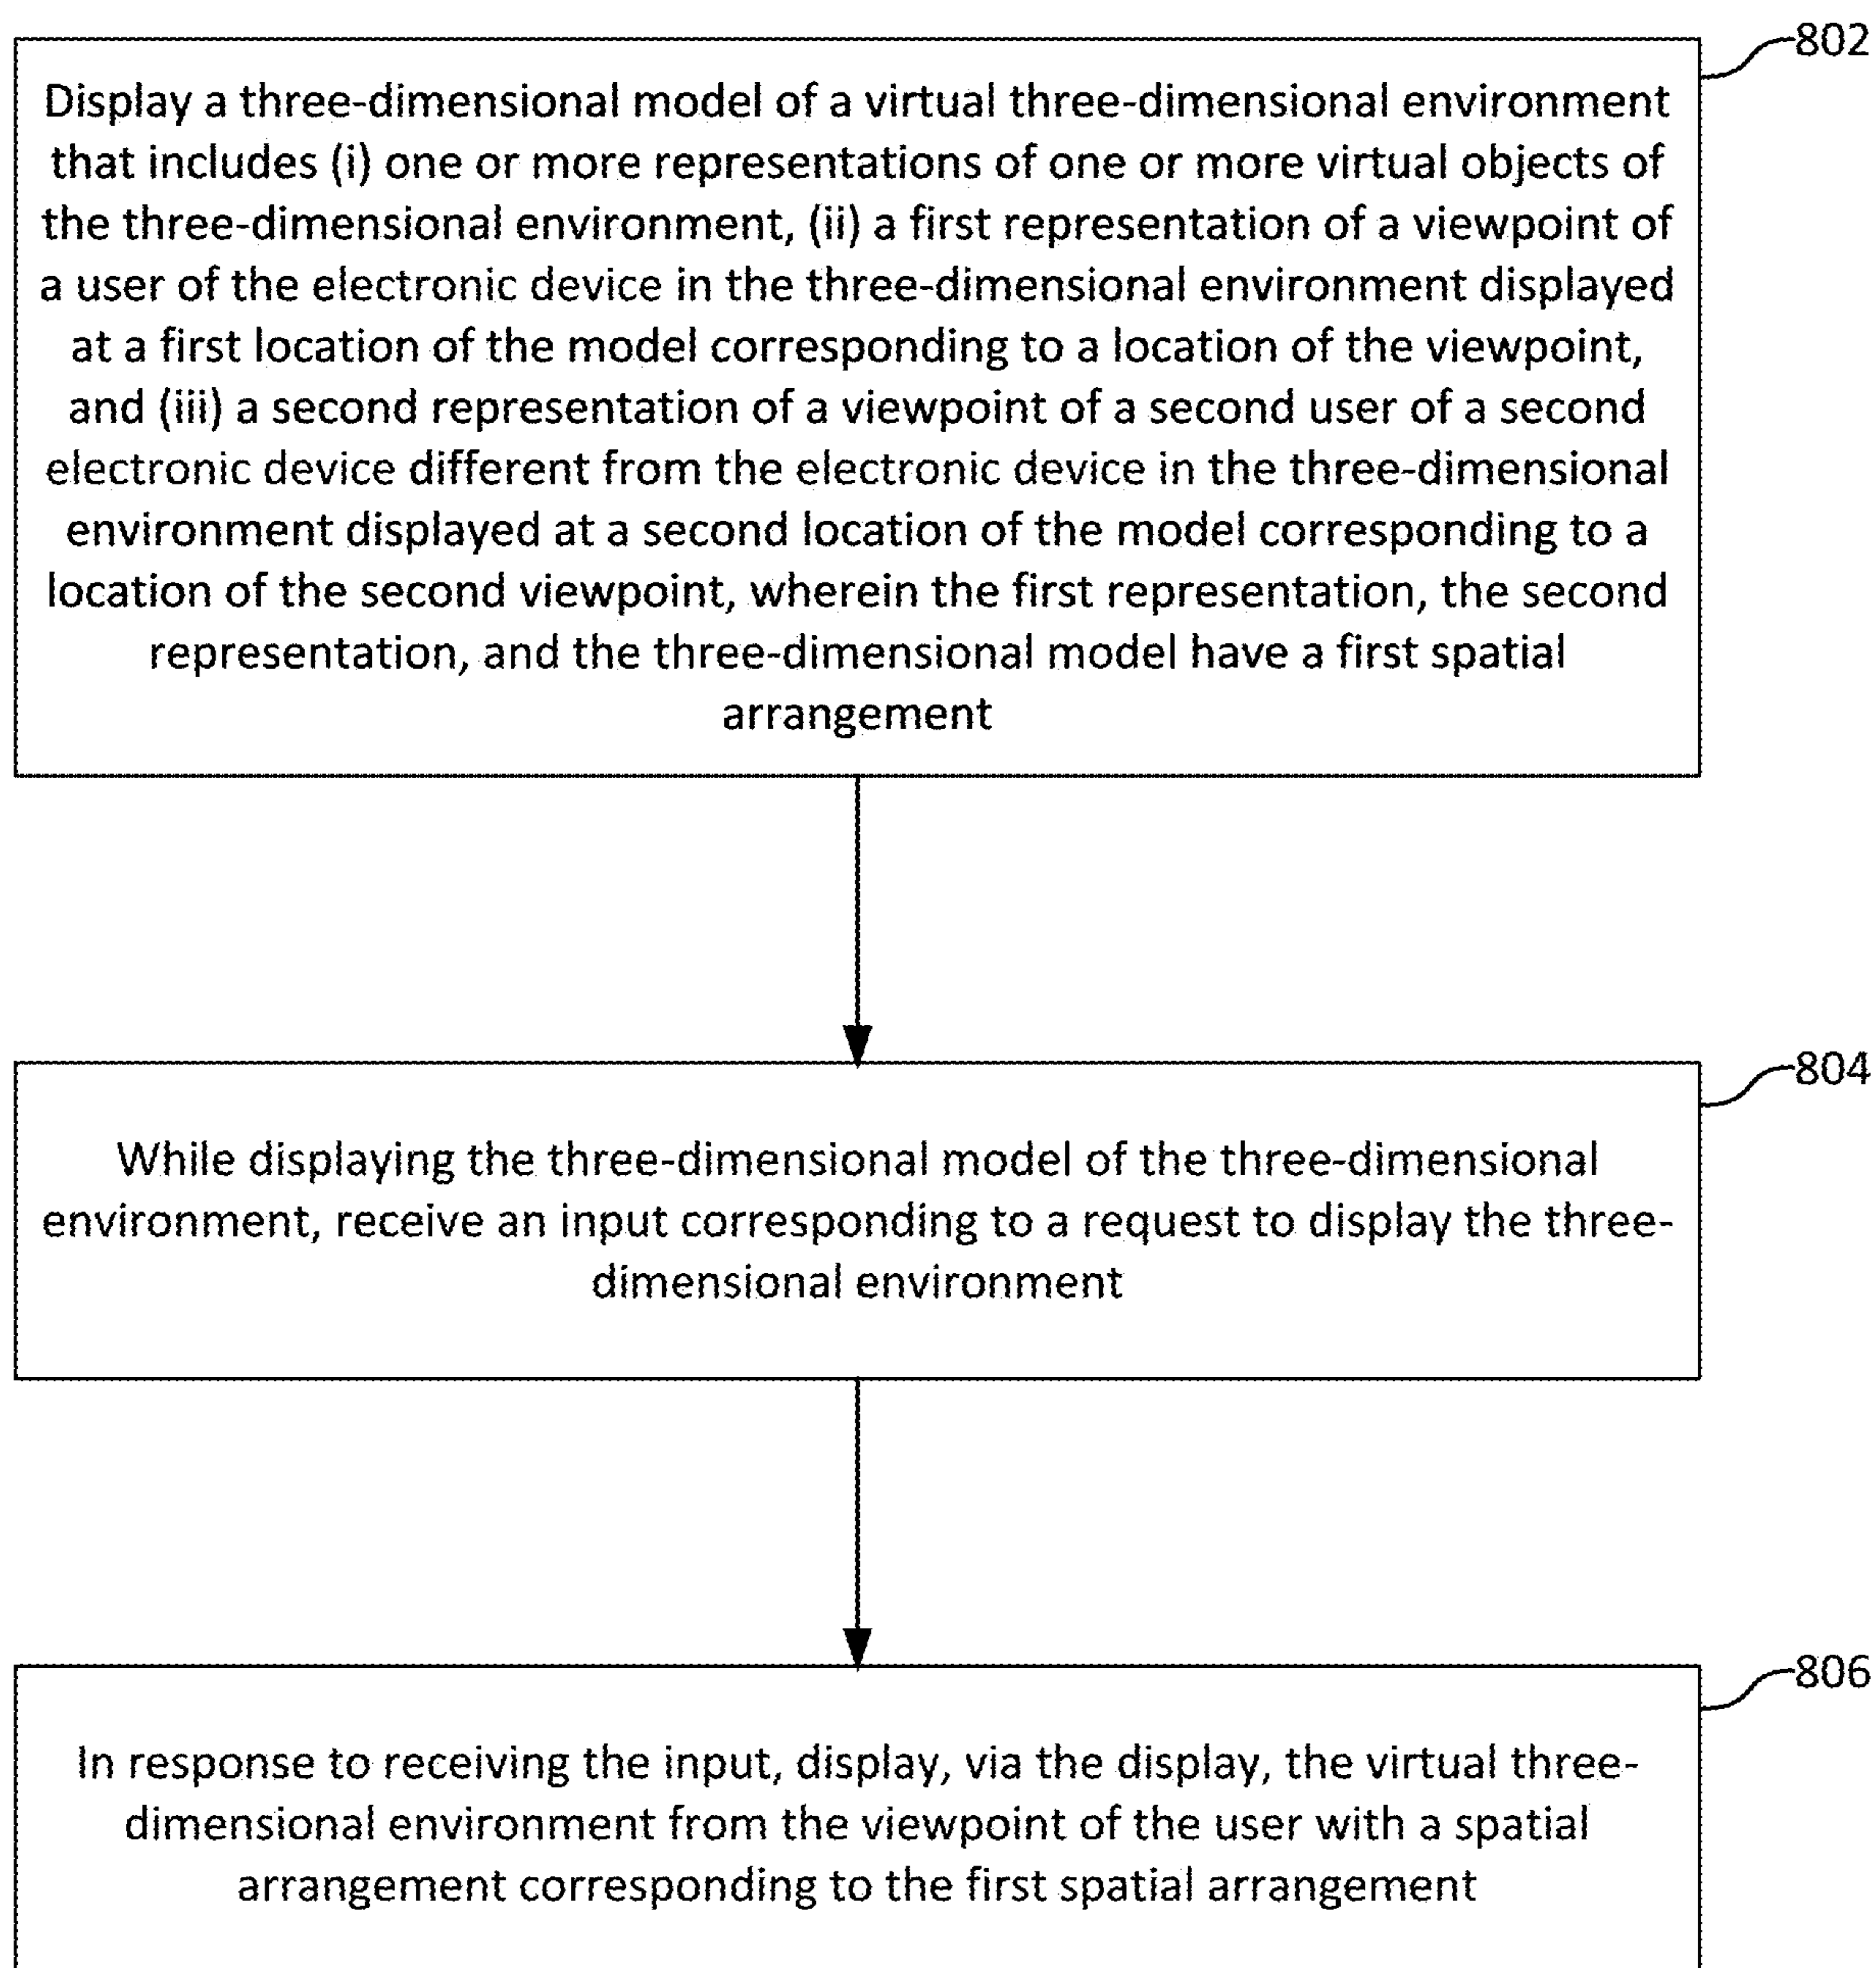 802
Display a three-dimensional model of a virtual three-dimensional environment
that includes (i) one or more representations of one or more virtual objects of
the three-dimensional environment, (ii) a first representation of a viewpoint of
a user of the electronic device in the three-dimensional environment displayed
at a first location of the model corresponding to a location of the viewpoint,
and (iii) a second representation of a viewpoint of a second user of a second
electronic device different from the electronic device in the three-dimensional
environment displayed at a second location of the model corresponding to a
location of the second viewpoint, wherein the first representation, the second
representation, and the three-dimensional model have a first spatial
arrangement
804
While displaying the three-dimensional model of the three-dimensional
environment, receive an input corresponding to a request to display the three-
dimensional environment
806
In response to receiving the input, display, via the display, the virtual three-
dimensional environment from the viewpoint of the user with a spatial
arrangement corresponding to the first spatial arrangement